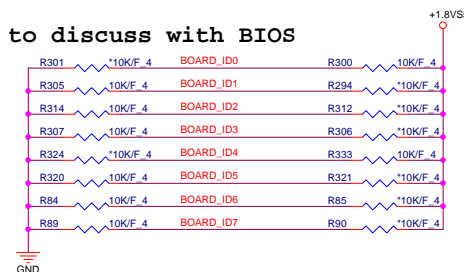 +1.8VS
to discuss with BIOS
R301 *10K/F_4 BOARD_ID0 R300 10K/F_4
R305 10K/F_4 BOARD_ID1 R294 *10K/F_4
R314 10K/F_4 BOARD_ID2 R312 *10K/F_4
R307 10K/F_4 BOARD_ID3 R306 *10K/F_4
R324 *10K/F_4 BOARD_ID4 R333 10K/F_4
R320 10K/F_4 BOARD_ID5 R321 *10K/F_4
R84 10K/F_4 BOARD_ID6 R85 *10K/F_4
R89 10K/F_4 BOARD_ID7 R90 *10K/F_4
GND